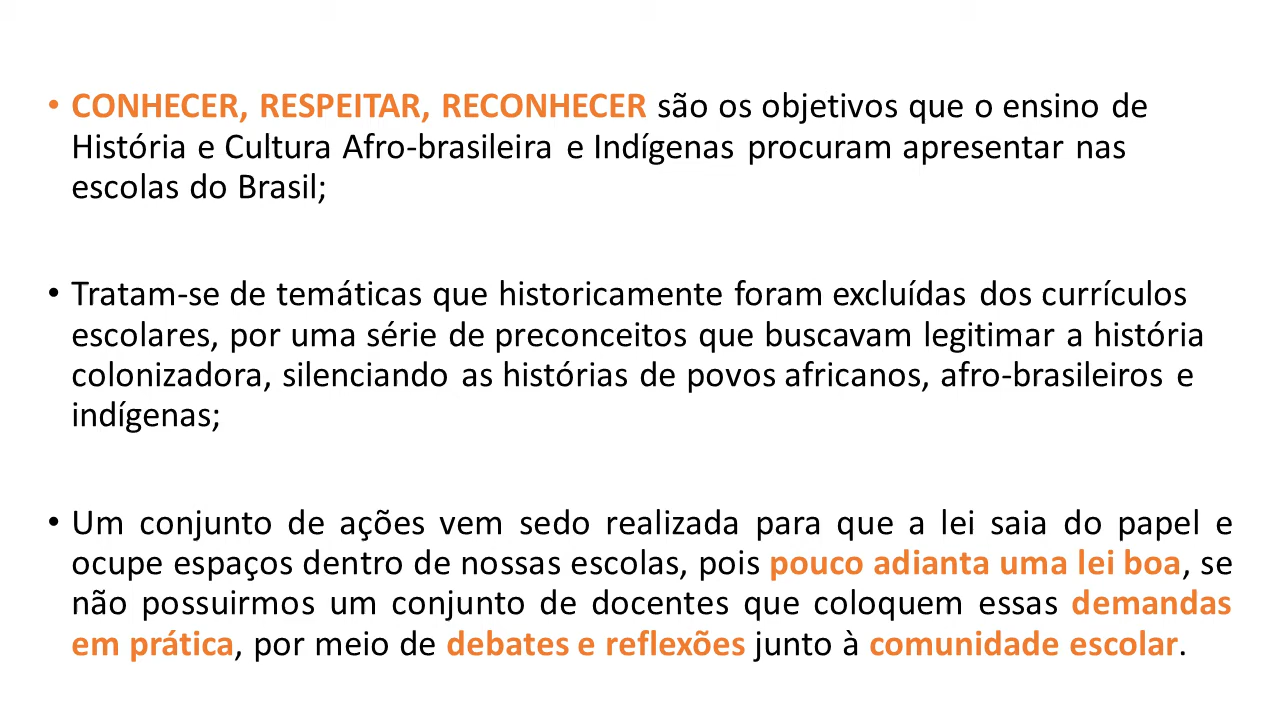 • CONHECER, RESPEITAR, RECONHECER são os objetivos que o ensino de
História e Cultura Afro-brasileira e Indígenas procuram apresentar nas
escolas do Brasil;
• Tratam-se de temáticas que historicamente foram excluídas dos currículos
escolares, por uma série de preconceitos que buscavam legitimar a história
colonizadora, silenciando as histórias de povos africanos, afro-brasileiros e
indígenas;
• Um conjunto de ações vem sedo realizada para que a lei saia do papel e
ocupe espaços dentro de nossas escolas, pois pouco adianta uma lei boa, se
não possuirmos um conjunto de docentes que coloquem essas demandas
em prática, por meio de debates e reflexões junto à comunidade escolar.